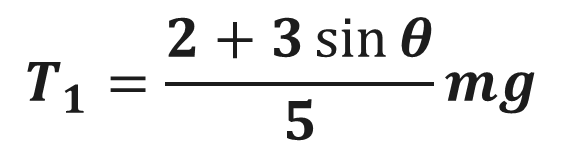 T₁ = (2 + 3 sin θ)/5 mg